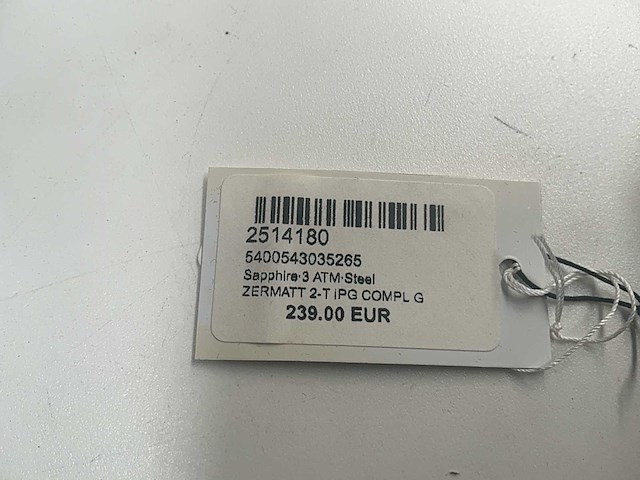 2514180
5400543035265
Sapphire·3 ATM·Steel
ZERMATT 2-T iPG COMPL G
239.00 EUR